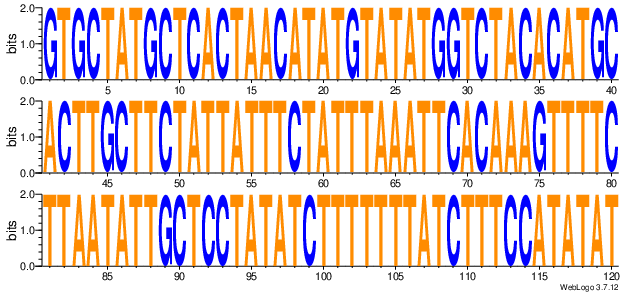 bits
2.0
1.0
0.0
GTGCTATGCTCACTAACATATGTATATGGTCTACACATGC
5 10 15 20 25 30 35 40
bits
2.0
1.0
0.0
ACTTGCTTCTATTATTTCTATTTAAATTCACAAAGTTTTC
45 50 55 60 65 70 75 80
bits
2.0
1.0
0.0
TTAATATTGCTCCTATATCTTTTTTTATCTTTCCATATAT
85 90 95 100 105 110 115 120
WebLogo 3.7.12